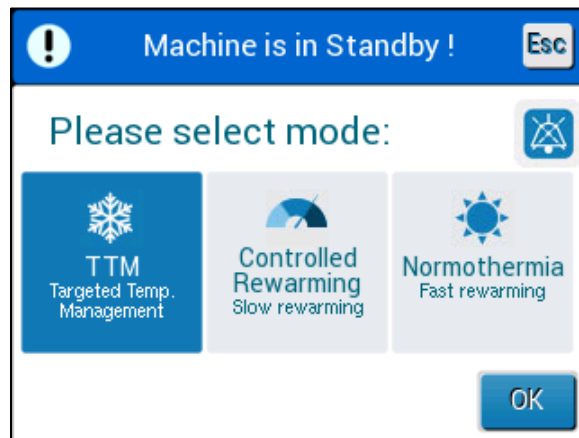 Machine is in Standby !
Esc
Please select mode:
TTM
Targeted Temp.
Management
Controlled
Rewarming
Slow rewarming
Normothermia
Fast rewarming
OK